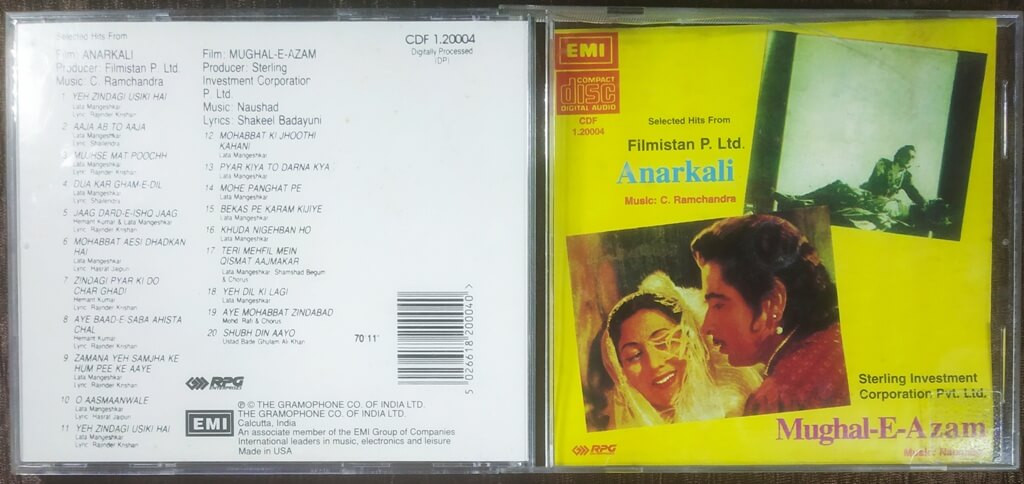 Selected Hits From
Film: ANARKALI
Producer: Filmistan P. Ltd.
Music: C. Ramchandra
1 YEH ZINDAGI USIKI HAI
Lata Mangeshkar
Lyric: Rajinder Krishan
2 AAJA AB TO AAJA
Lata Mangeshkar
Lyric: Shailendra
3 MUJHSE MAT POOCHH
Lata Mangeshkar
Lyric: Rajinder Krishan
4 DUA KAR GHAM-E-DIL
Lata Mangeshkar
Lyric: Shailendra
5 JAAG DARD-E-ISHQ JAAG
Hemant Kumar & Lata Mangeshkar
Lyric: Rajinder Krishan
6 MOHABBAT AESI DHADKAN
HAI
Lata Mangeshkar
Lyric: Hasrat Jaipuri
7 ZINDAGI PYAR KI DO
CHAR GHADI
Hemant Kumar
Lyric: Rajinder Krishan
8 AYE BAAD-E-SABA AHISTA
CHAL
Hemant Kumar
Lyric: Rajinder Krishan
9 ZAMANA YEH SAMJHA KE
HUM PEE KE AAYE
Lata Mangeshkar
Lyric: Rajinder Krishan
10 O AASMAANWALE
Lata Mangeshkar
Lyric: Hasrat Jaipuri
11 YEH ZINDAGI USIKI HAI
Lata Mangeshkar
Lyric: Rajinder Krishan
Film: MUGHAL-E-AZAM
Producer: Sterling
Investment Corporation
P. Ltd.
Music: Naushad
Lyrics: Shakeel Badayuni
12 MOHABBAT KI JHOOTHI
KAHANI
Lata Mangeshkar
13 PYAR KIYA TO DARNA KYA
Lata Mangeshkar
14 MOHE PANGHAT PE
Lata Mangeshkar
15 BEKAS PE KARAM KIJIYE
Lata Mangeshkar
16 KHUDA NIGEHBAN HO
Lata Mangeshkar
17 TERI MEHFIL MEIN
QISMAT AAJMAKAR
Lata Mangeshkar, Shamshad Begum
& Chorus
18 YEH DIL KI LAGI
Lata Mangeshkar
19 AYE MOHABBAT ZINDABAD
Mohd. Rafi & Chorus
20 SHUBH DIN AAYO
Ustad Bade Ghulam Ali Khan
CDF 1.20004
Digitally Processed
(DP)
70'11"
5 026618 200040 >
RPG
ENTERPRISES
EMI
℗ © THE GRAMOPHONE CO. OF INDIA LTD.
THE GRAMOPHONE CO. OF INDIA LTD.
Calcutta, India
An associate member of the EMI Group of Companies
International leaders in music, electronics and leisure
Made in USA
EMI
COMPACT
disc
DIGITAL AUDIO
CDF
1.20004
Selected Hits From
Filmistan P. Ltd.
Anarkali
Music: C. Ramchandra
Sterling Investment
Corporation Pvt. Ltd.
Mughal-E-Azam
Music: Naushad
RPG
ENTERPRISES